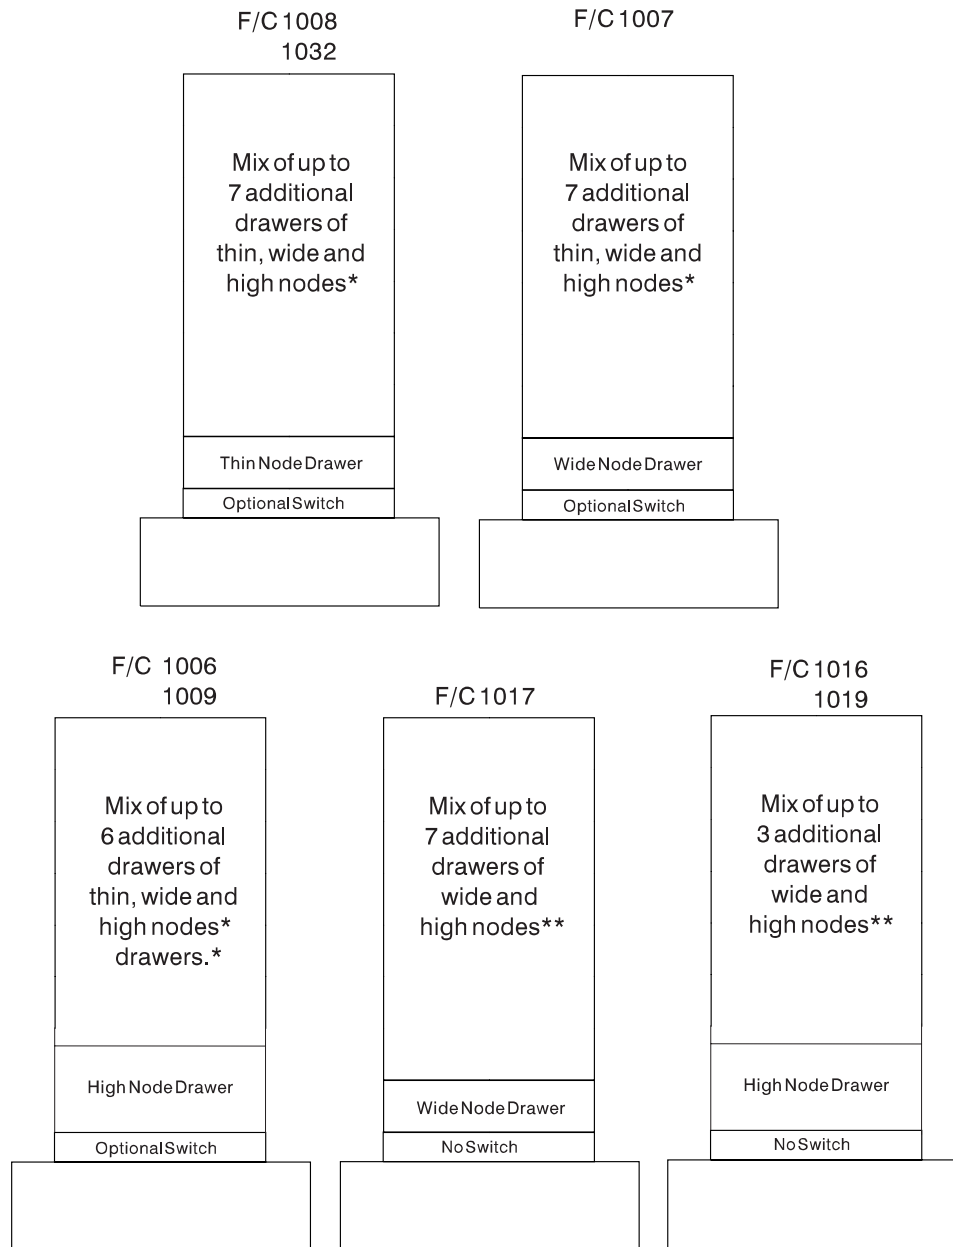 F/C 1008
1032
Mix of up to
7 additional
drawers of
thin, wide and
high nodes*
Thin Node Drawer
Optional Switch
F/C 1007
Mix of up to
7 additional
drawers of
thin, wide and
high nodes*
Wide Node Drawer
Optional Switch
F/C 1006
1009
Mix of up to
6 additional
drawers of
thin, wide and
high nodes*
drawers.*
High Node Drawer
Optional Switch
F/C 1017
Mix of up to
7 additional
drawers of
wide and
high nodes**
Wide Node Drawer
No Switch
F/C 1016
1019
Mix of up to
3 additional
drawers of
wide and
high nodes**
High Node Drawer
No Switch